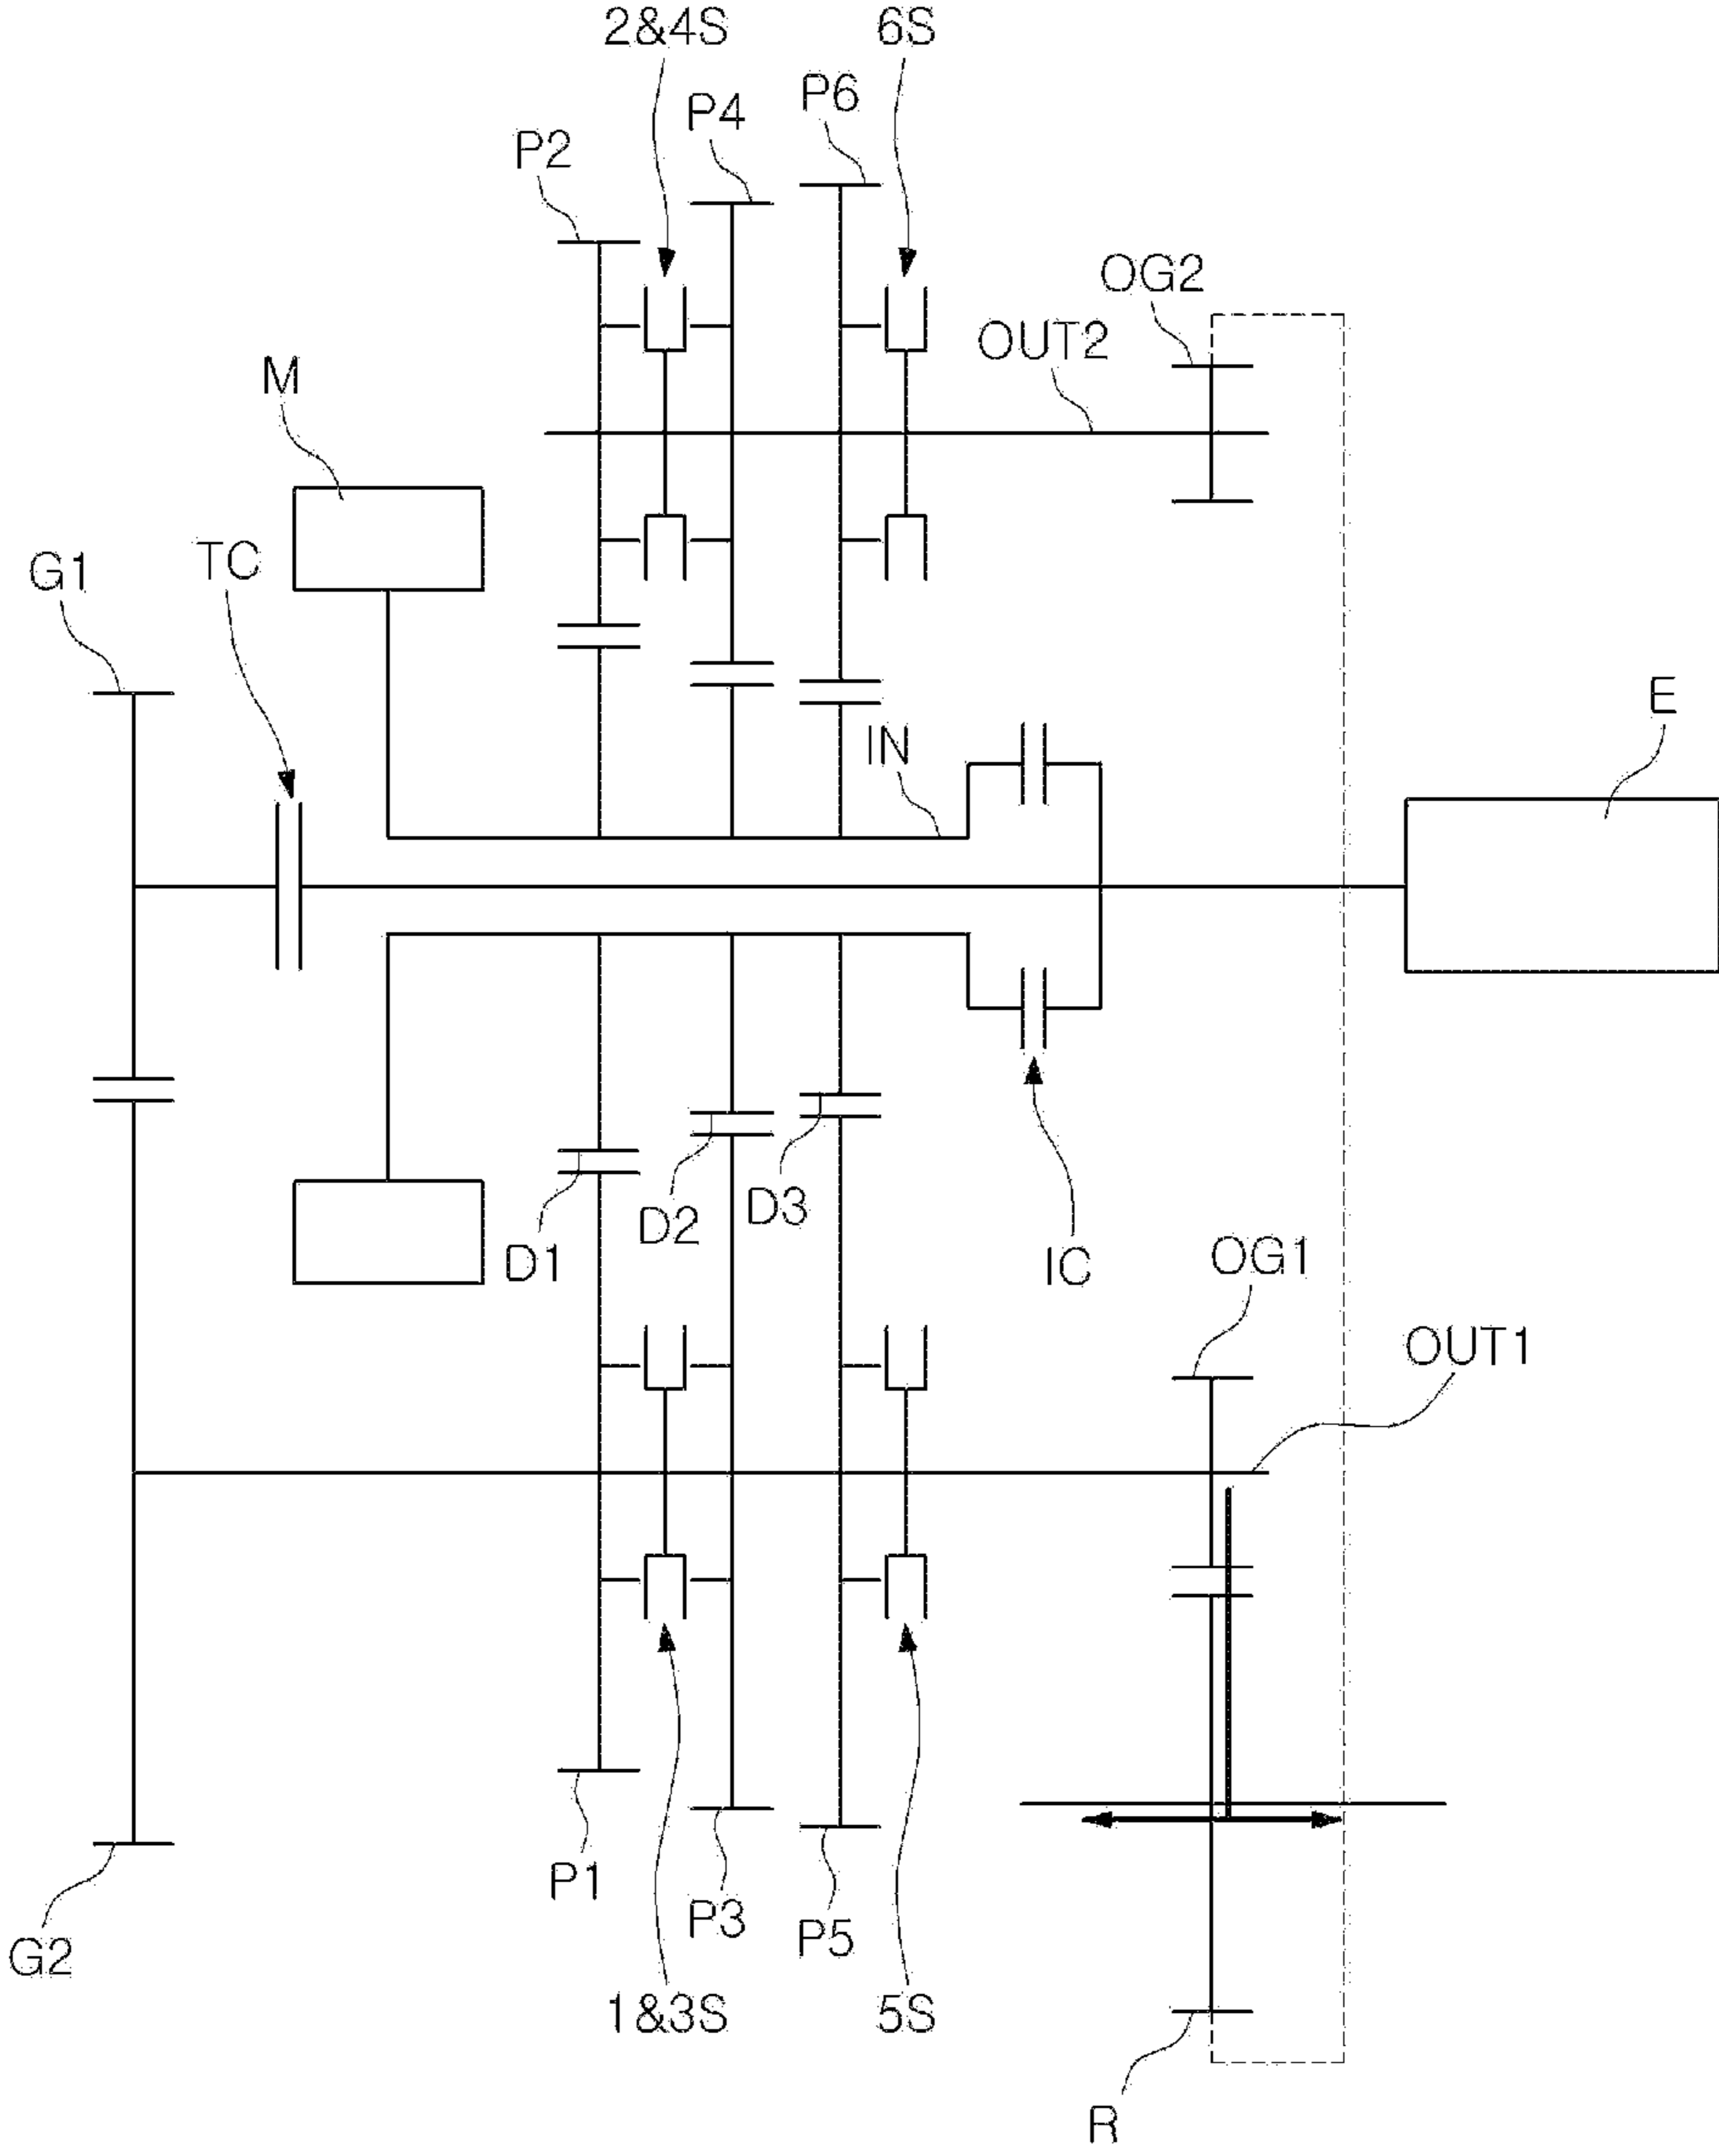 2&4S
6S
P6
P4
P2
OG2
OUT2
M
TC
G1
E
IN
D3
D2
D1
IC
OG1
OUT1
P1
P3
P5
G2
1&3S
5S
R